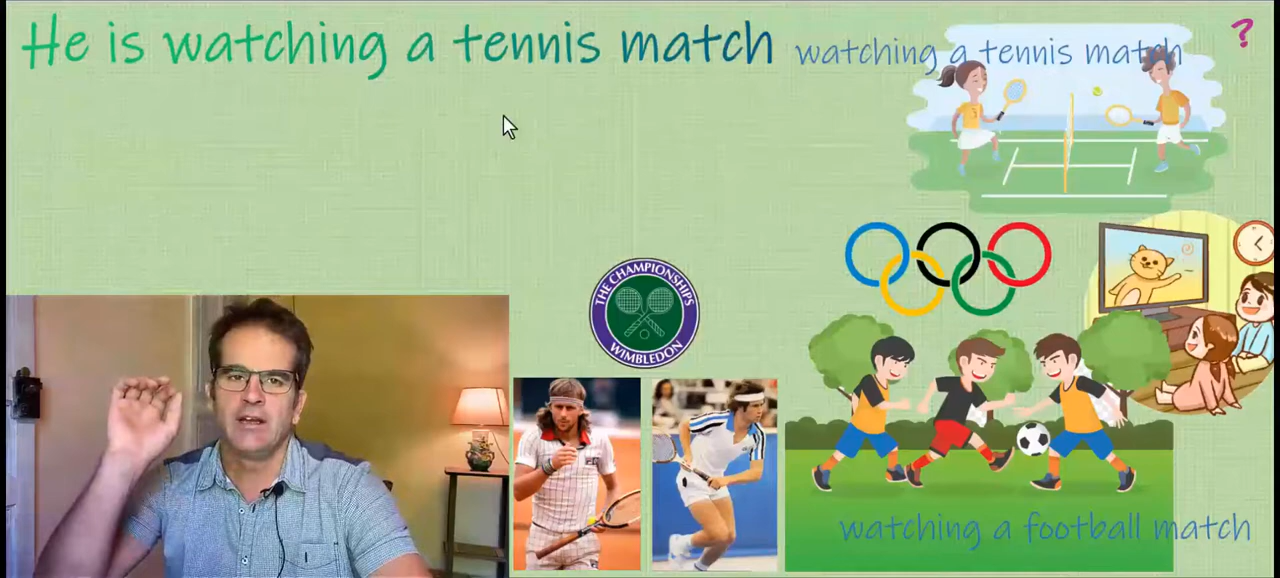 He is watching a tennis match
watching a tennis match
?
THE CHAMPIONSHIPS
WIMBLEDON
watching a football match